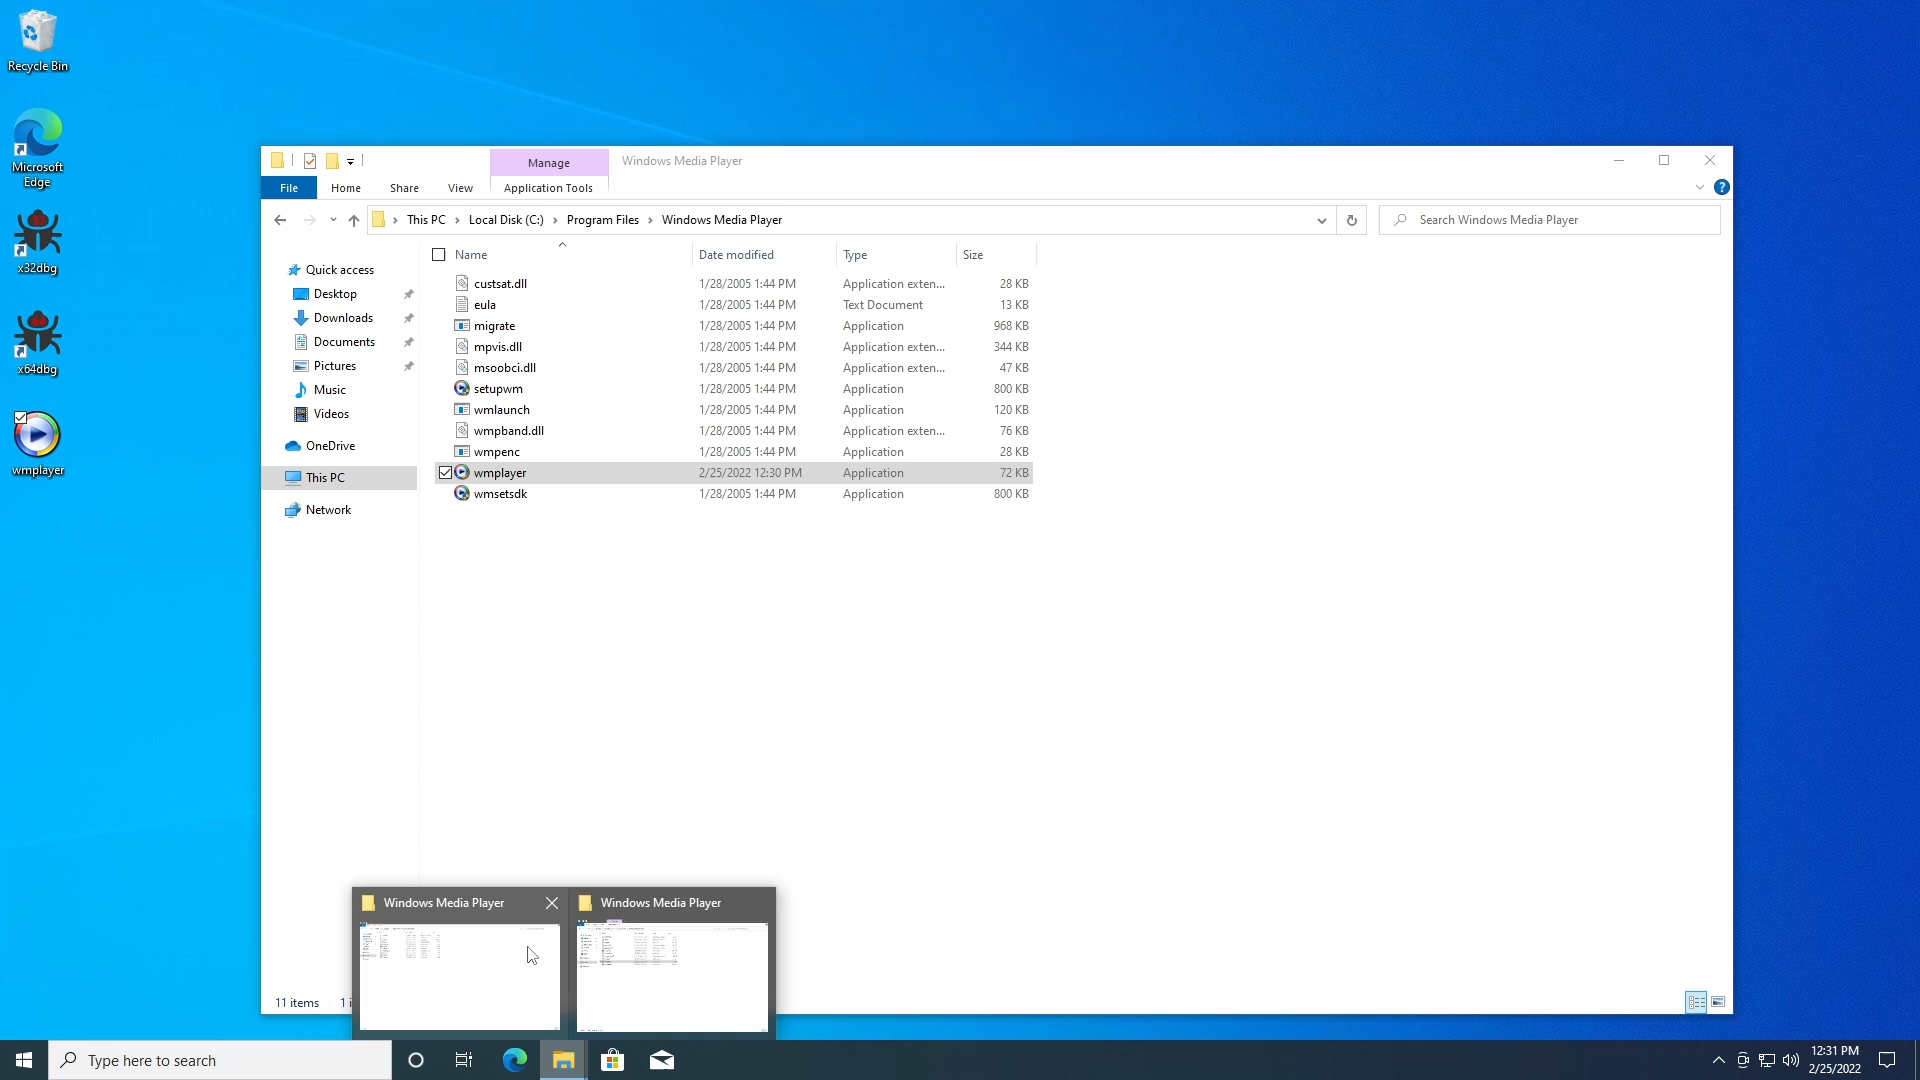 Recycle Bin
Microsoft
Edge
x32dbg
x64dbg
wmplayer
Manage
Windows Media Player
File
Home
Share
View
Application Tools
This PC
Local Disk (C:)
Program Files
Windows Media Player
Search Windows Media Player
Name
Date modified
Type
Size
Quick access
Desktop
Downloads
Documents
Pictures
Music
Videos
OneDrive
This PC
Network
custsat.dll 1/28/2005 1:44 PM Application exten... 28 KB
eula 1/28/2005 1:44 PM Text Document 13 KB
migrate 1/28/2005 1:44 PM Application 968 KB
mpvis.dll 1/28/2005 1:44 PM Application exten... 344 KB
msoobci.dll 1/28/2005 1:44 PM Application exten... 47 KB
setupwm 1/28/2005 1:44 PM Application 800 KB
wmlaunch 1/28/2005 1:44 PM Application 120 KB
wmpband.dll 1/28/2005 1:44 PM Application exten... 76 KB
wmpenc 1/28/2005 1:44 PM Application 28 KB
wmplayer 2/25/2022 12:30 PM Application 72 KB
wmsetsdk 1/28/2005 1:44 PM Application 800 KB
Windows Media Player
Windows Media Player
11 items 1 i
Type here to search
12:31 PM
2/25/2022